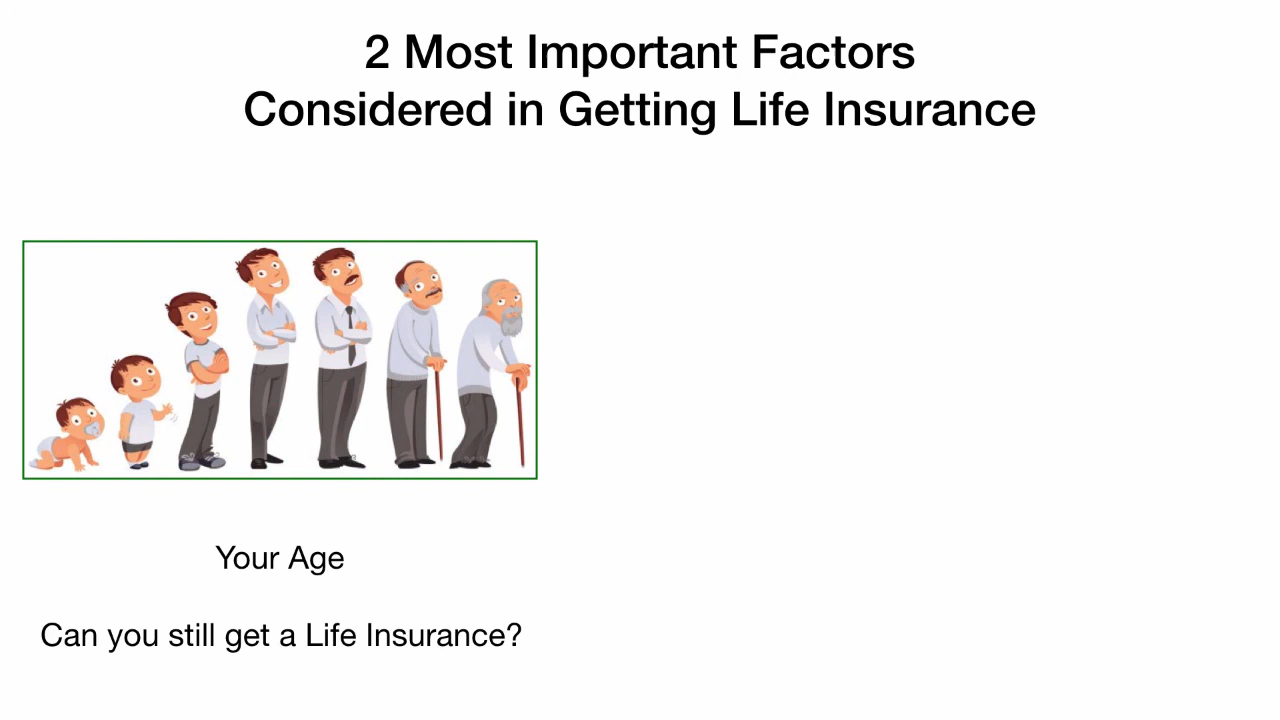 2 Most Important Factors
Considered in Getting Life Insurance
Your Age
Can you still get a Life Insurance?